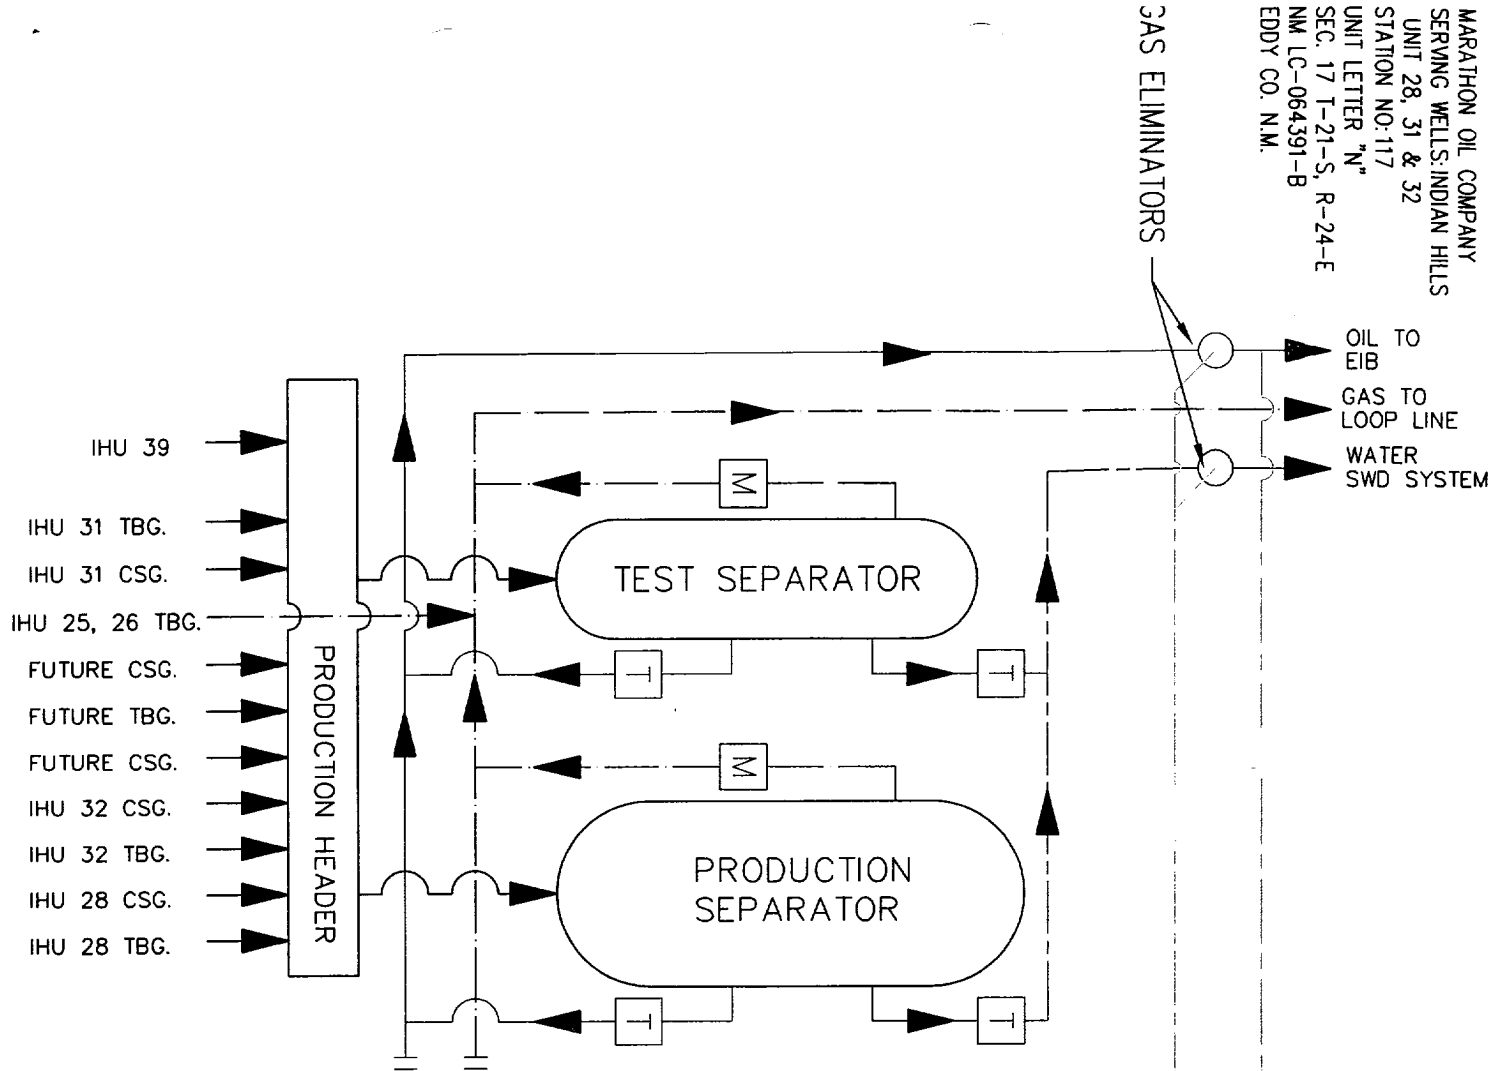 MARATHON OIL COMPANY
SERVING WELLS:INDIAN HILLS
UNIT 28, 31 & 32
STATION NO:117
UNIT LETTER "N"
SEC. 17 T-21-S, R-24-E
NM LC-064391-B
EDDY CO. N.M.
GAS ELIMINATORS
OIL TO
EIB
GAS TO
LOOP LINE
WATER
SWD SYSTEM
IHU 39
IHU 31 TBG.
IHU 31 CSG.
IHU 25, 26 TBG.
FUTURE CSG.
FUTURE TBG.
FUTURE CSG.
IHU 32 CSG.
IHU 32 TBG.
IHU 28 CSG.
IHU 28 TBG.
PRODUCTION HEADER
M
TEST SEPARATOR
T
T
M
PRODUCTION
SEPARATOR
T
T